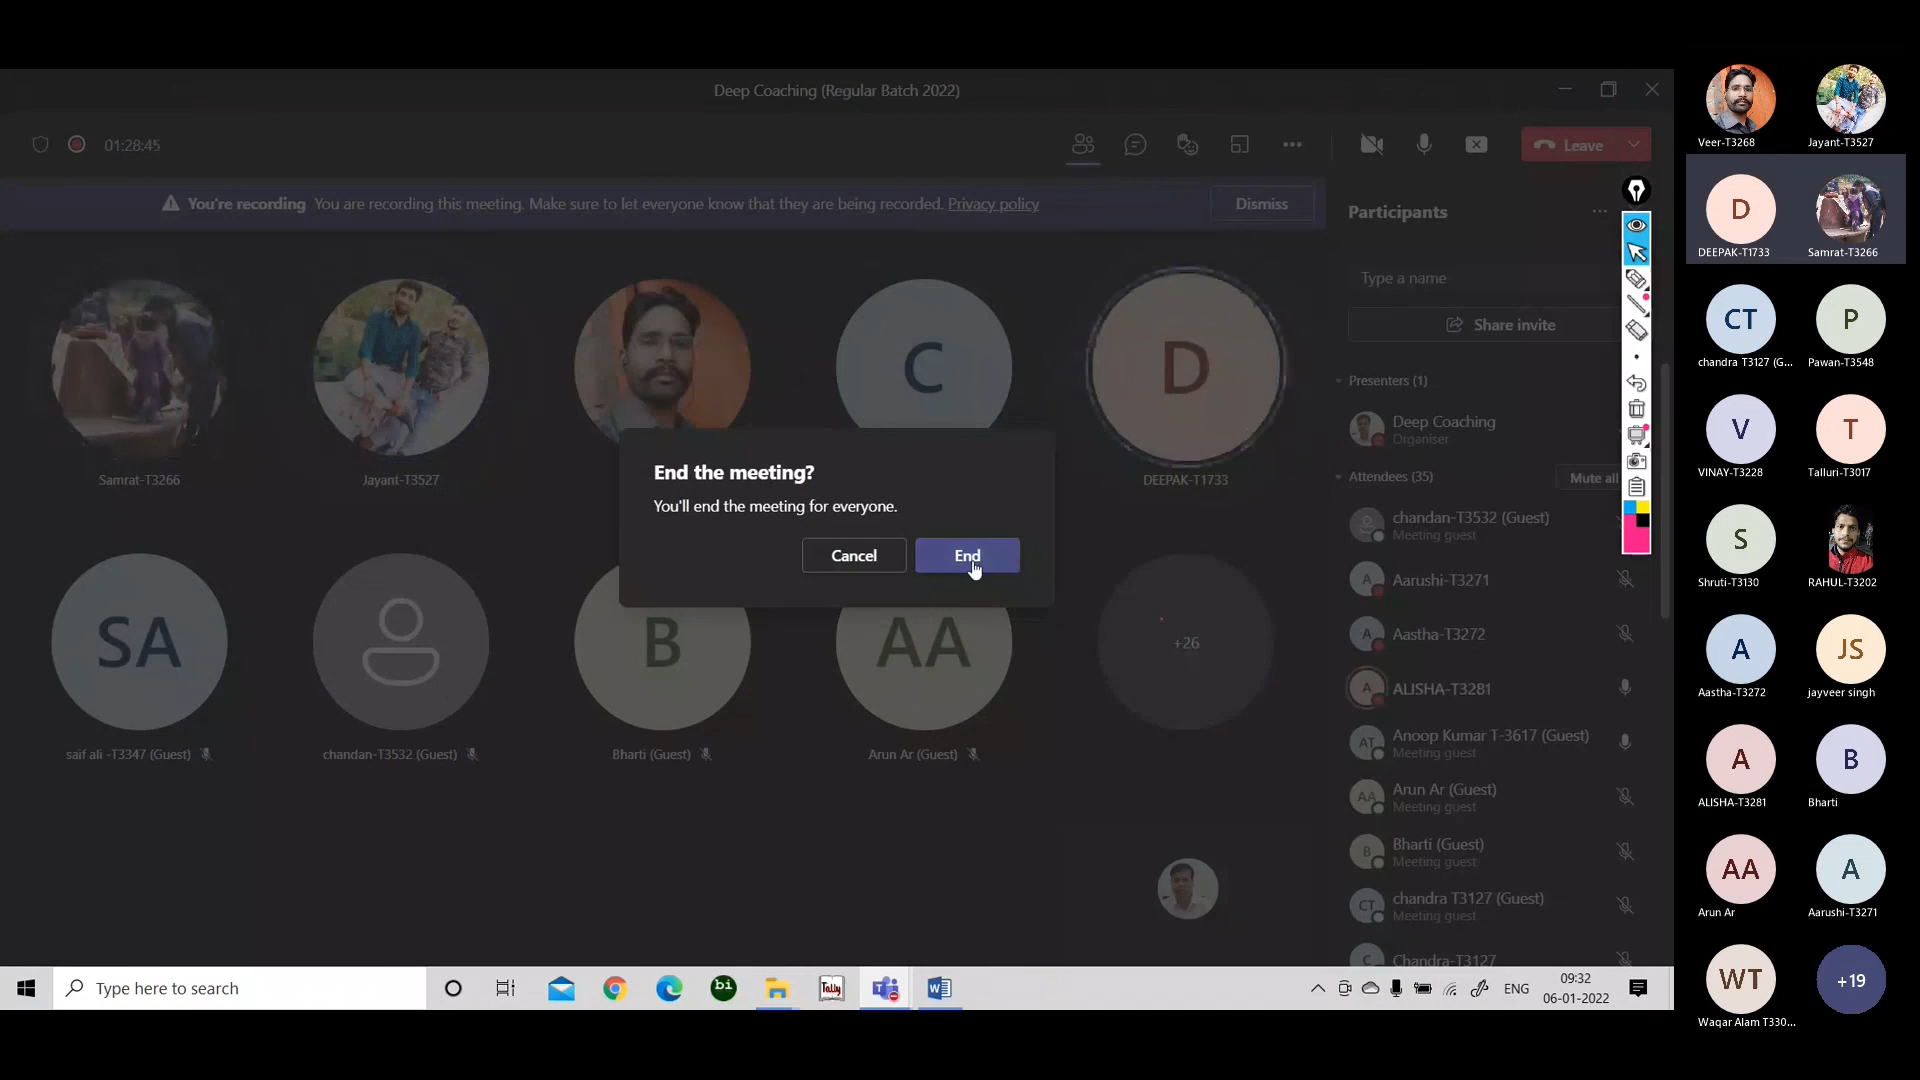 Deep Coaching (Regular Batch 2022)
01:28:45
Leave
You're recording You are recording this meeting. Make sure to let everyone know that they are being recorded. Privacy policy
Dismiss
Participants
Type a name
Share invite
Presenters (1)
Deep Coaching
Organiser
Attendees (35)
Mute all
chandan-T3532 (Guest)
Meeting guest
A
Aarushi-T3271
A
Aastha-T3272
A
ALISHA-T3281
AT
Anoop Kumar T-3617 (Guest)
Meeting guest
AA
Arun Ar (Guest)
Meeting guest
B
Bharti (Guest)
Meeting guest
CT
chandra T3127 (Guest)
Meeting guest
C
Chandra-T3127
C
D
Samrat-T3266
Jayant-T3527
DEEPAK-T1733
End the meeting?
You'll end the meeting for everyone.
Cancel
End
SA
B
AA
+26
saif ali -T3347 (Guest)
chandan-T3532 (Guest)
Bharti (Guest)
Arun Ar (Guest)
Type here to search
bi
Tally
T
W
ENG
09:32
06-01-2022
Veer-T3268
Jayant-T3527
D
DEEPAK-T1733
Samrat-T3266
CT
P
chandra T3127 (G...
Pawan-T3548
V
T
VINAY-T3228
Talluri-T3017
S
Shruti-T3130
RAHUL-T3202
A
JS
Aastha-T3272
jayveer singh
A
B
ALISHA-T3281
Bharti
AA
A
Arun Ar
Aarushi-T3271
WT
+19
Waqar Alam T330...